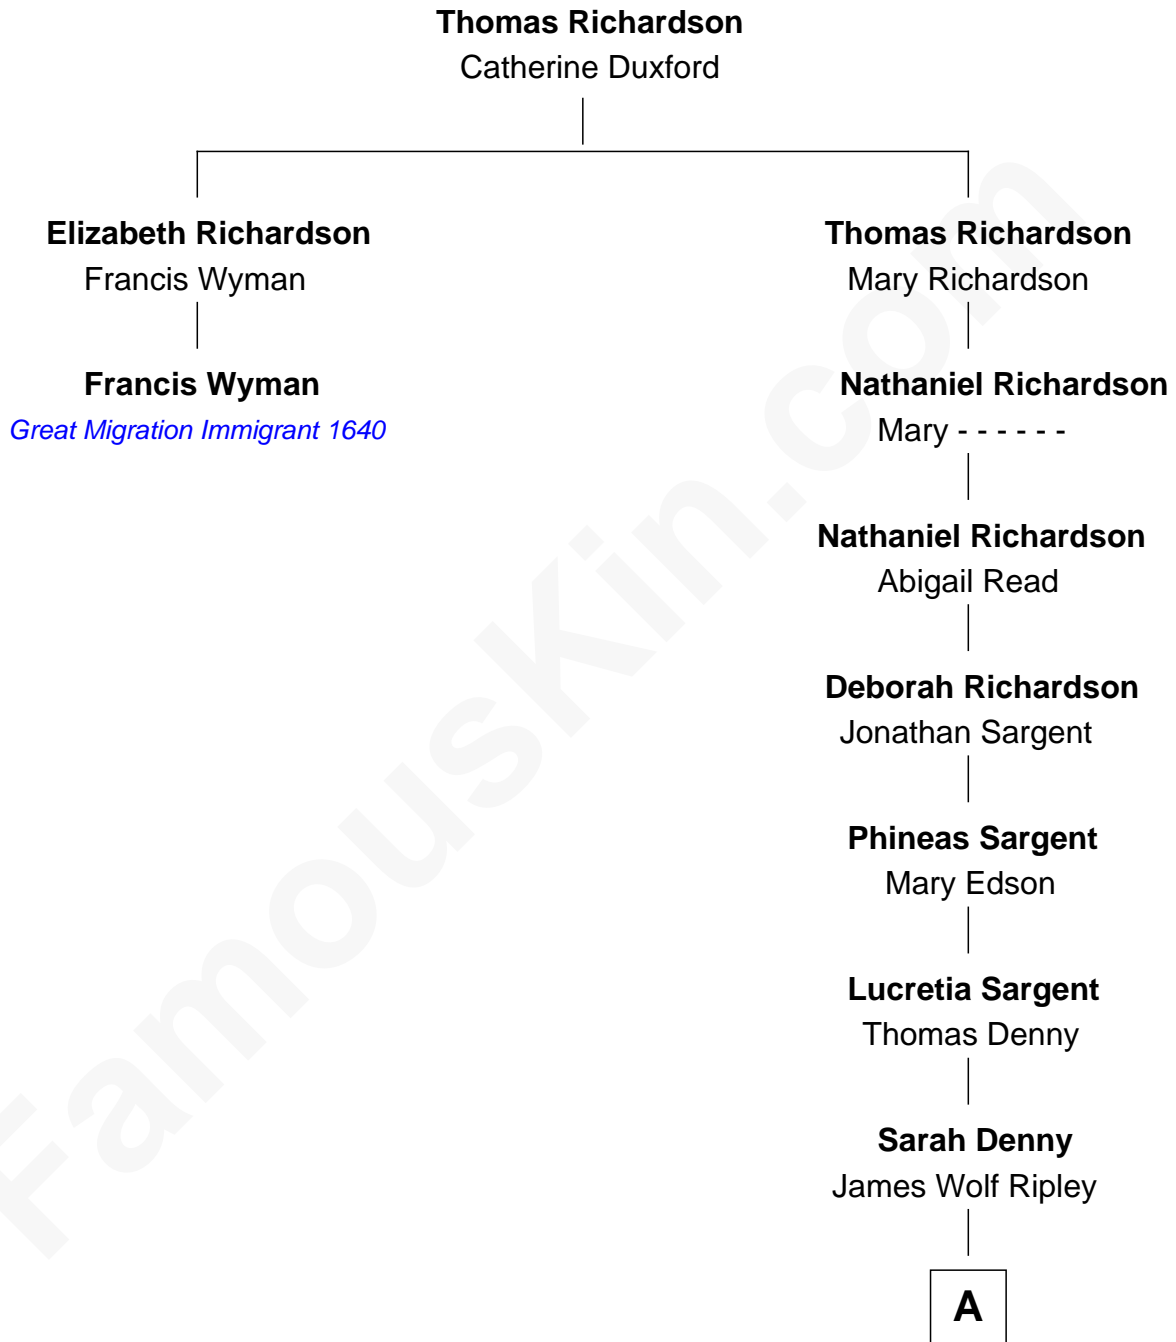 Thomas Richardson
Catherine Duxford
Elizabeth Richardson
Francis Wyman
Thomas Richardson
Mary Richardson
Francis Wyman
Great Migration Immigrant 1640
Nathaniel Richardson
Mary - - - - - -
Nathaniel Richardson
Abigail Read
Deborah Richardson
Jonathan Sargent
Phineas Sargent
Mary Edson
Lucretia Sargent
Thomas Denny
Sarah Denny
James Wolf Ripley
A
FamousKin.com